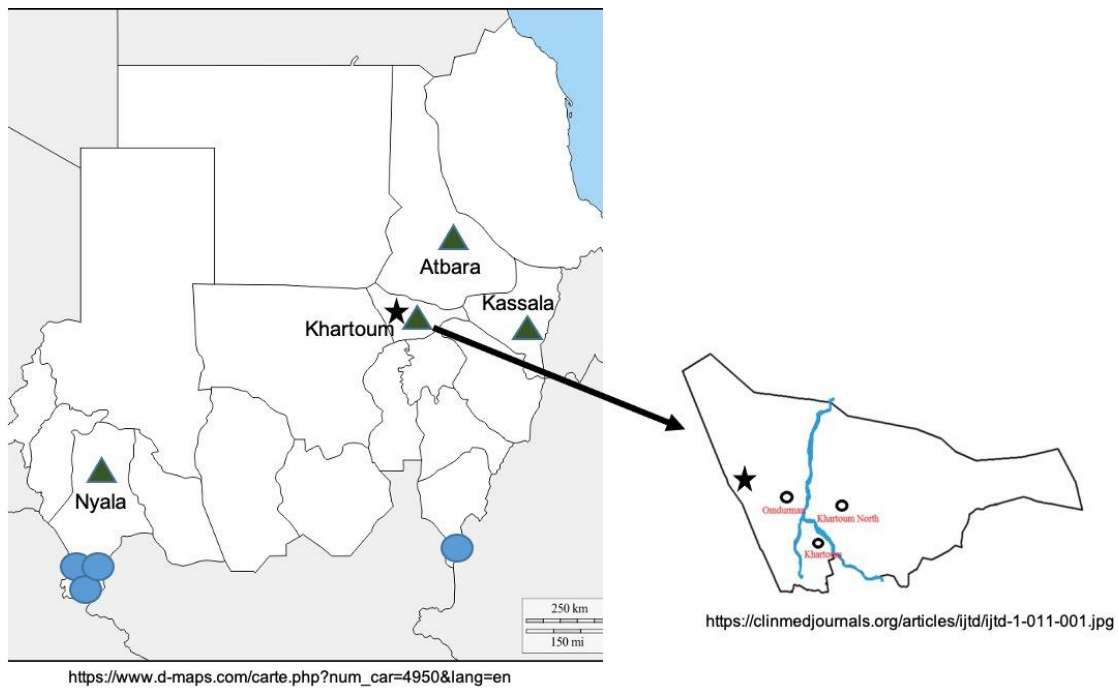 Atbara
Kassala
Khartoum
Nyala
250 km
150 mi
https://www.d-maps.com/carte.php?num_car=4950&lang=en
Omdurman
Khartoum North
Khartoum
https://clinmedjournals.org/articles/ijtd/ijtd-1-011-001.jpg